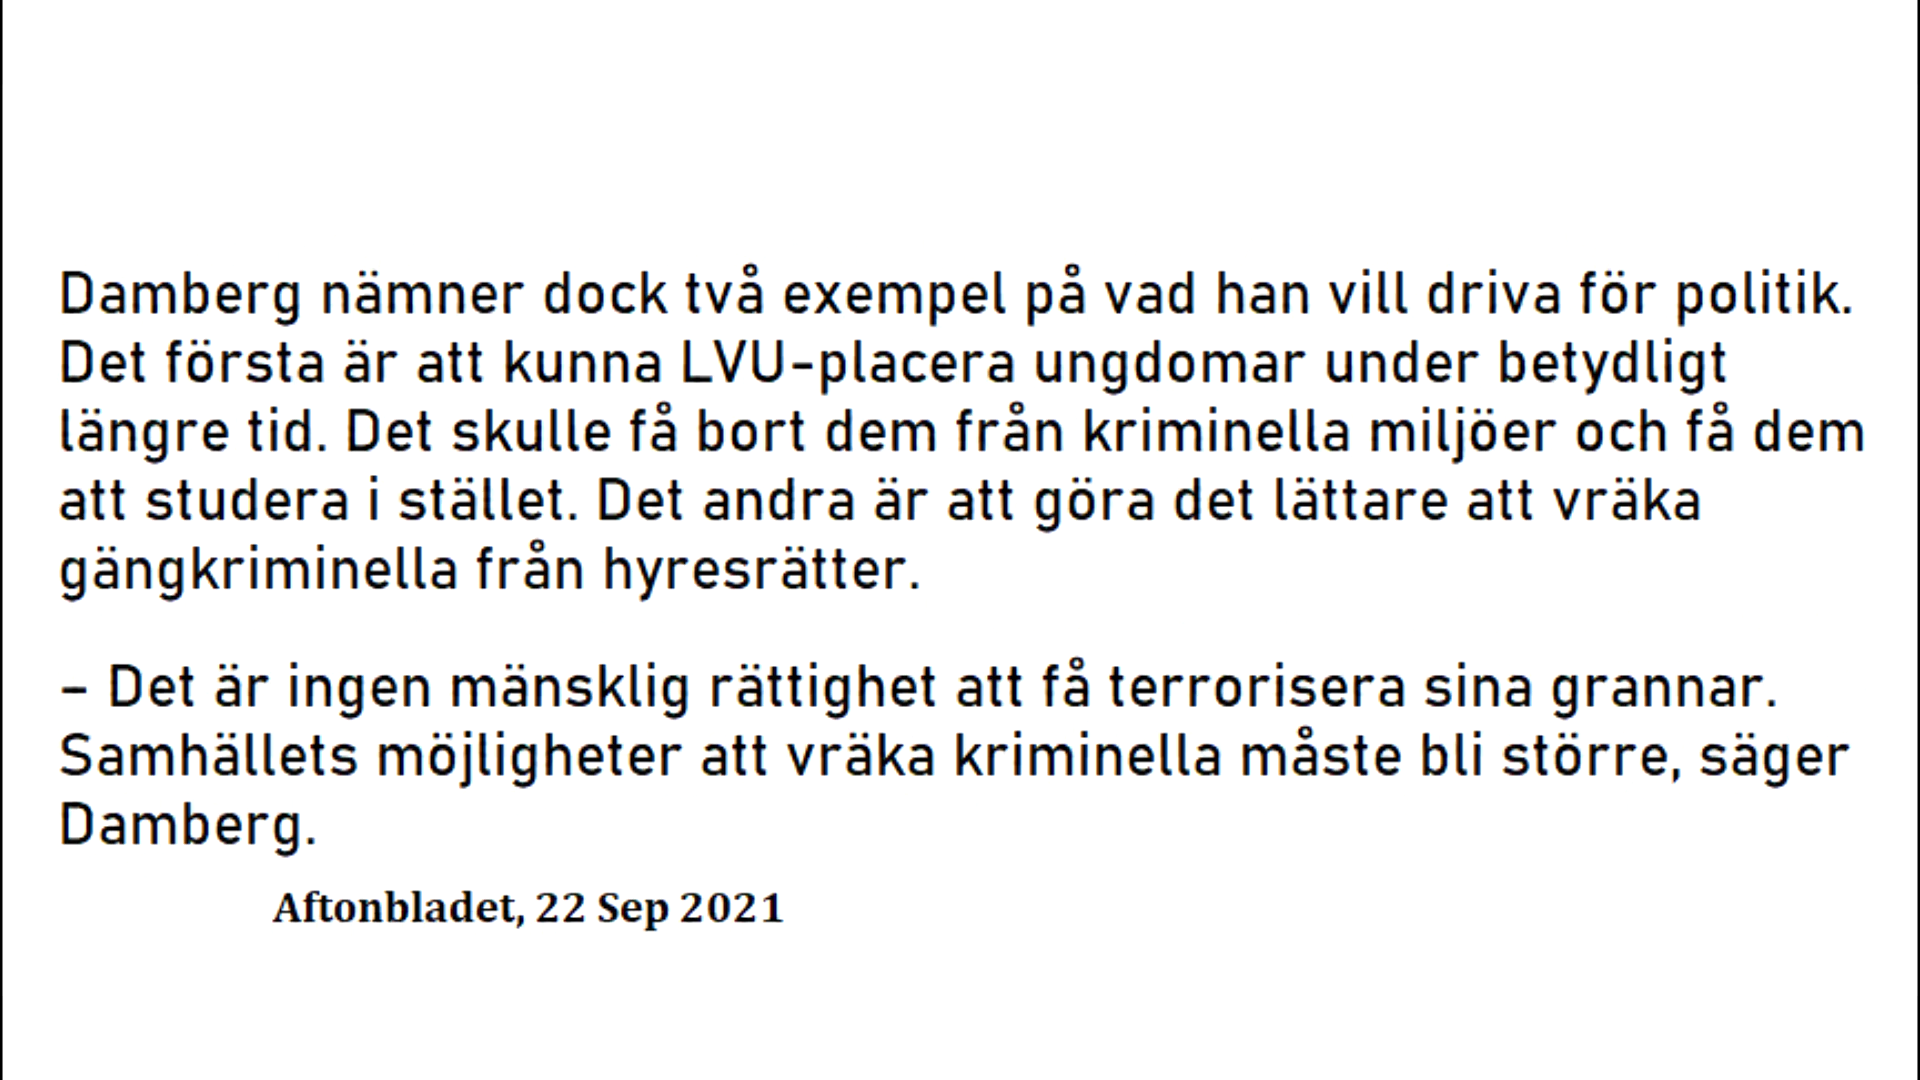 Damberg nämner dock två exempel på vad han vill driva för politik.
Det första är att kunna LVU-placera ungdomar under betydligt
längre tid. Det skulle få bort dem från kriminella miljöer och få dem
att studera i stället. Det andra är att göra det lättare att vräka
gängkriminella från hyresrätter.
– Det är ingen mänsklig rättighet att få terrorisera sina grannar.
Samhällets möjligheter att vräka kriminella måste bli större, säger
Damberg.
Aftonbladet, 22 Sep 2021